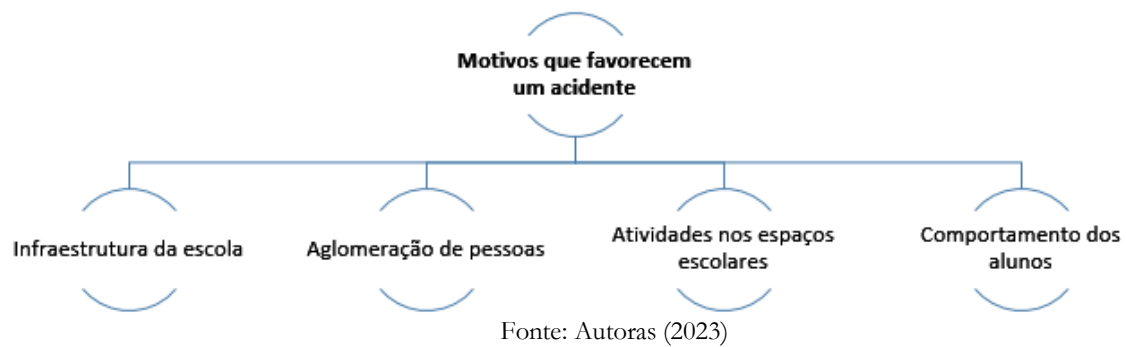 Motivos que favorecem
um acidente
Infraestrutura da escola
Aglomeração de pessoas
Atividades nos espaços
escolares
Comportamento dos
alunos
Fonte: Autoras (2023)